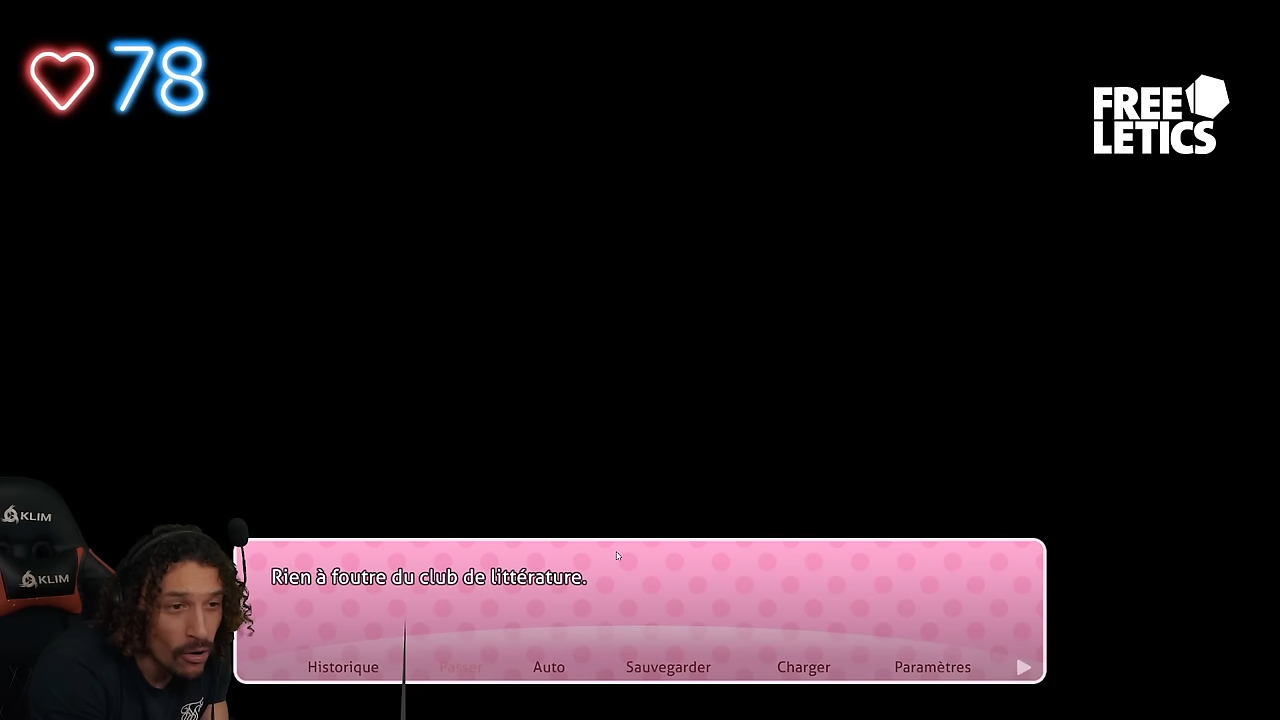 78
FREE
LETICS
KLIM
KLIM
Rien à foutre du club de littérature.
Historique Passer Auto Sauvegarder Charger Paramètres